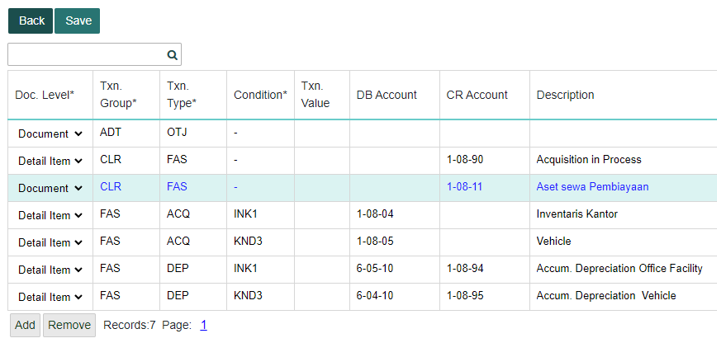 Back Save
Doc. Level* Txn. Group* Txn. Type* Condition* Txn. Value DB Account CR Account Description
Document ADT OTJ -
Detail Item CLR FAS - 1-08-90 Acquisition in Process
Document CLR FAS - 1-08-11 Aset sewa Pembiayaan
Detail Item FAS ACQ INK1 1-08-04 Inventaris Kantor
Detail Item FAS ACQ KND3 1-08-05 Vehicle
Detail Item FAS DEP INK1 6-05-10 1-08-94 Accum. Depreciation Office Facility
Detail Item FAS DEP KND3 6-04-10 1-08-95 Accum. Depreciation Vehicle
Add Remove Records:7 Page: 1